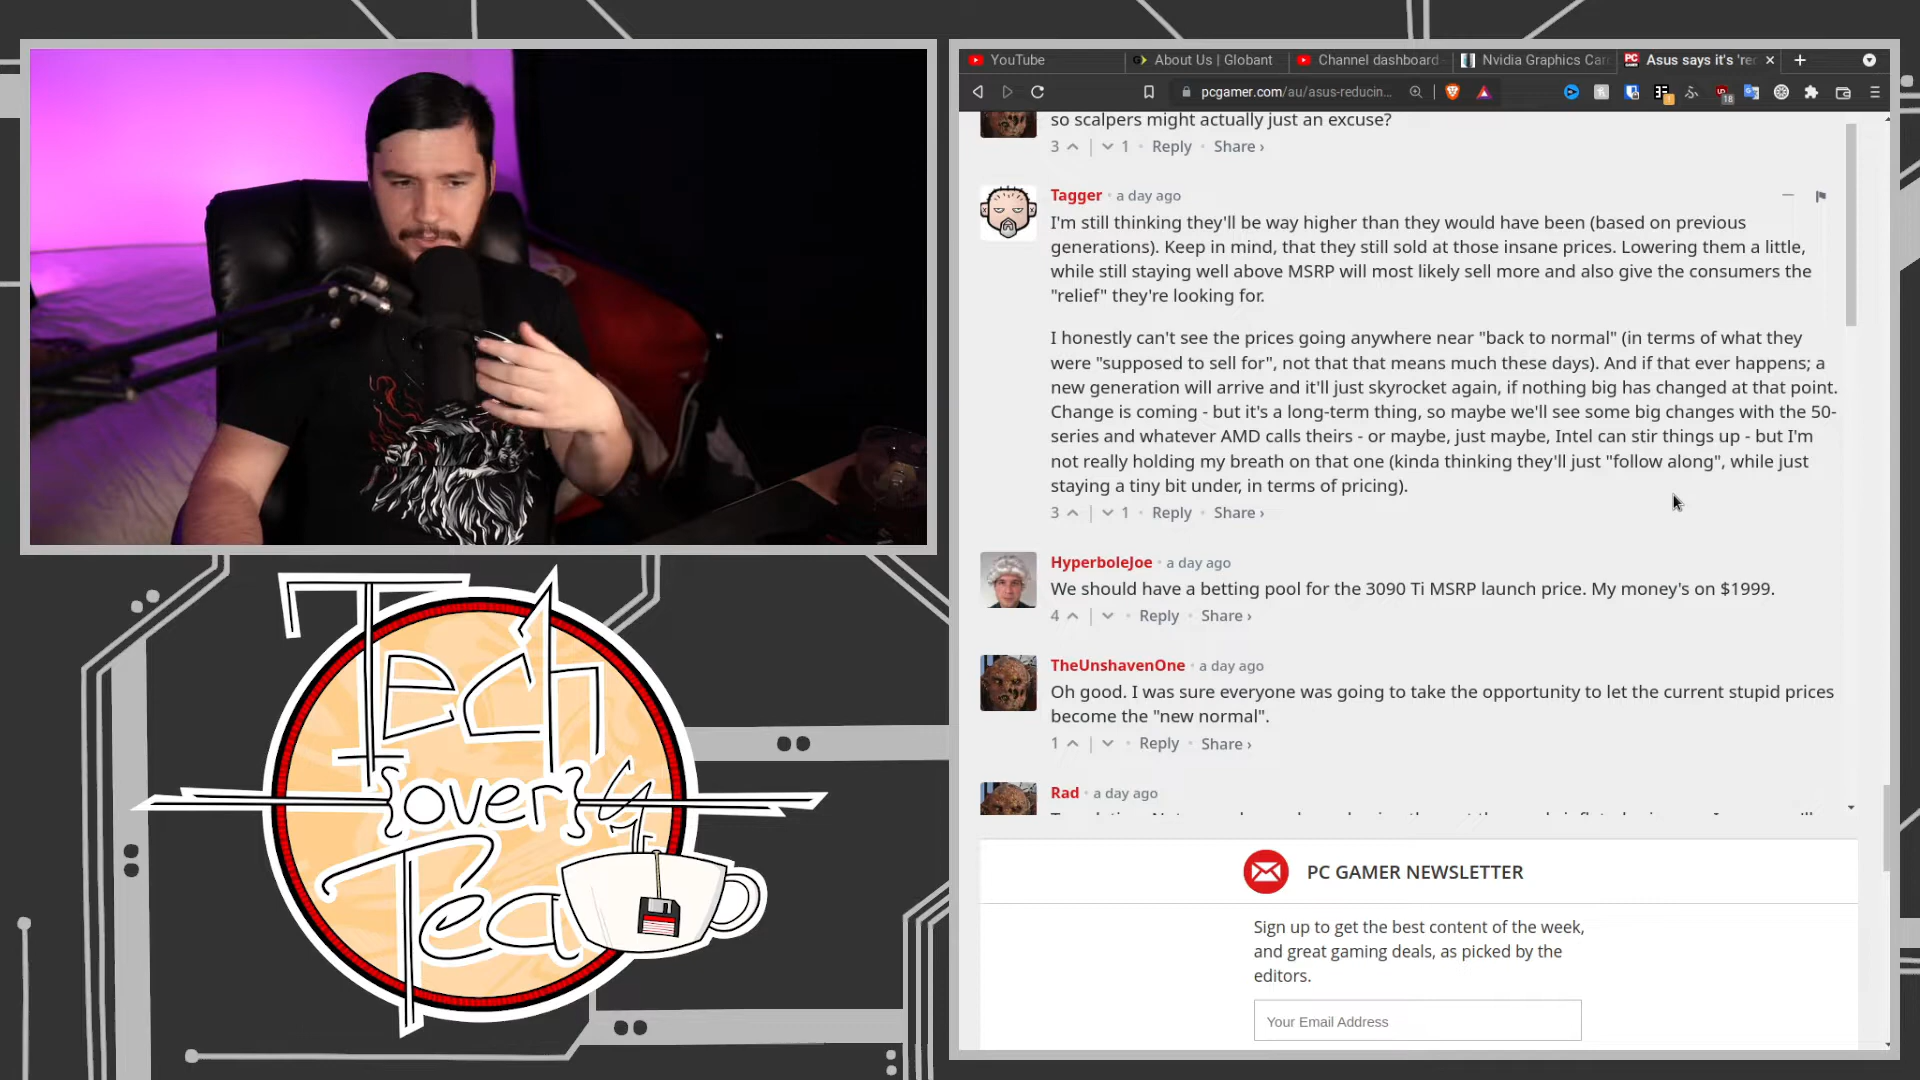 YouTube
About Us | Globant
Channel dashboard
Nvidia Graphics Car
Asus says it's 're
pcgamer.com/au/asus-reducin...
18
so scalpers might actually just an excuse?
3 | 1 • Reply • Share ›
Tagger • a day ago
I'm still thinking they'll be way higher than they would have been (based on previous
generations). Keep in mind, that they still sold at those insane prices. Lowering them a little,
while still staying well above MSRP will most likely sell more and also give the consumers the
"relief" they're looking for.
I honestly can't see the prices going anywhere near "back to normal" (in terms of what they
were "supposed to sell for", not that that means much these days). And if that ever happens; a
new generation will arrive and it'll just skyrocket again, if nothing big has changed at that point.
Change is coming - but it's a long-term thing, so maybe we'll see some big changes with the 50-
series and whatever AMD calls theirs - or maybe, just maybe, Intel can stir things up - but I'm
not really holding my breath on that one (kinda thinking they'll just "follow along", while just
staying a tiny bit under, in terms of pricing).
3 | 1 • Reply • Share ›
HyperboleJoe • a day ago
We should have a betting pool for the 3090 Ti MSRP launch price. My money's on $1999.
4 | • Reply • Share ›
TheUnshavenOne • a day ago
Oh good. I was sure everyone was going to take the opportunity to let the current stupid prices
become the "new normal".
1 | • Reply • Share ›
Rad • a day ago
PC GAMER NEWSLETTER
Sign up to get the best content of the week,
and great gaming deals, as picked by the
editors.
Your Email Address
Tech
{over}
Tea